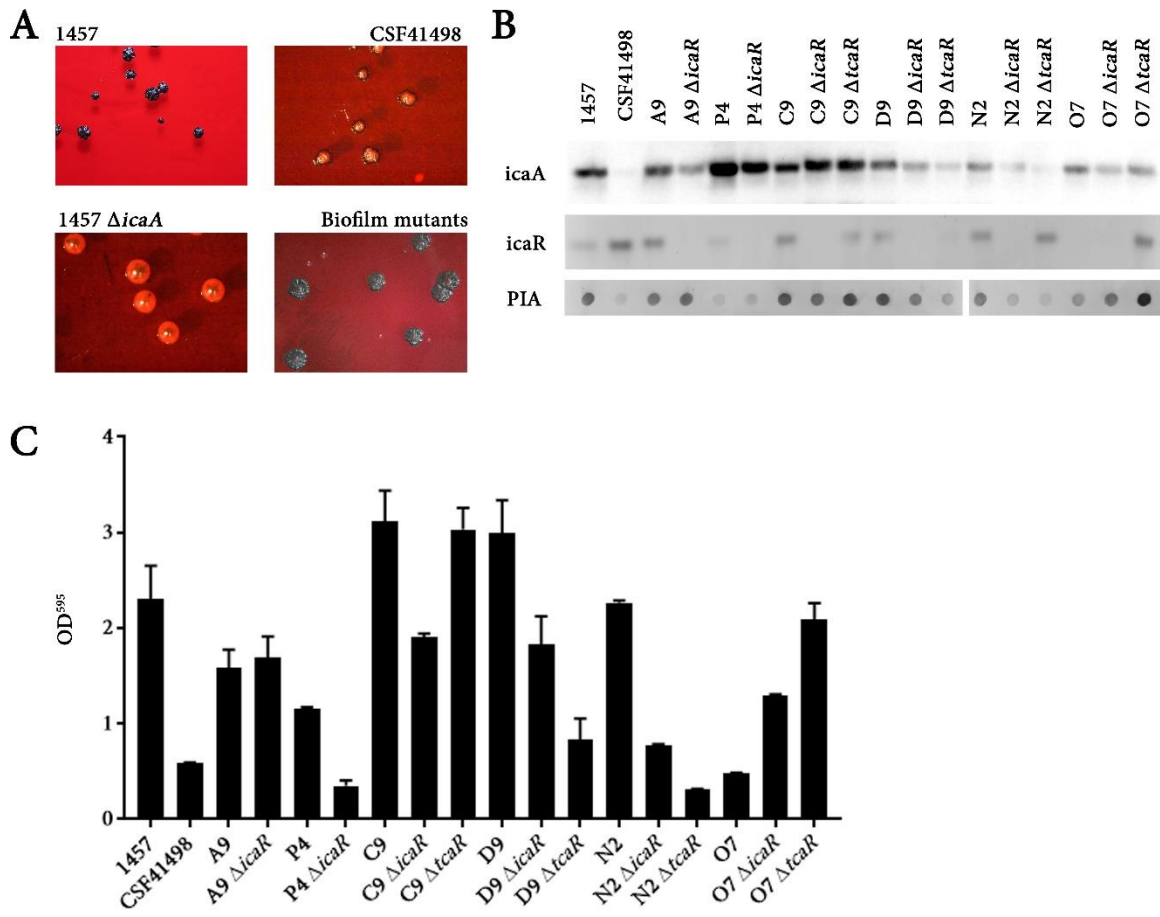 A
1457
CSF41498
1457 ΔicaA
Biofilm mutants
B
1457
CSF41498
A9
A9 ΔicaR
P4
P4 ΔicaR
C9
C9 ΔicaR
C9 ΔtcaR
D9
D9 ΔicaR
D9 ΔtcaR
N2
N2 ΔicaR
N2 ΔtcaR
O7
O7 ΔicaR
O7 ΔtcaR
icaA
icaR
PIA
C
OD⁵⁹⁵
4
3
2
1
0
1457
CSF41498
A9
A9 ΔicaR
P4
P4 ΔicaR
C9
C9 ΔicaR
C9 ΔtcaR
D9
D9 ΔicaR
D9 ΔtcaR
N2
N2 ΔicaR
N2 ΔtcaR
O7
O7 ΔicaR
O7 ΔtcaR